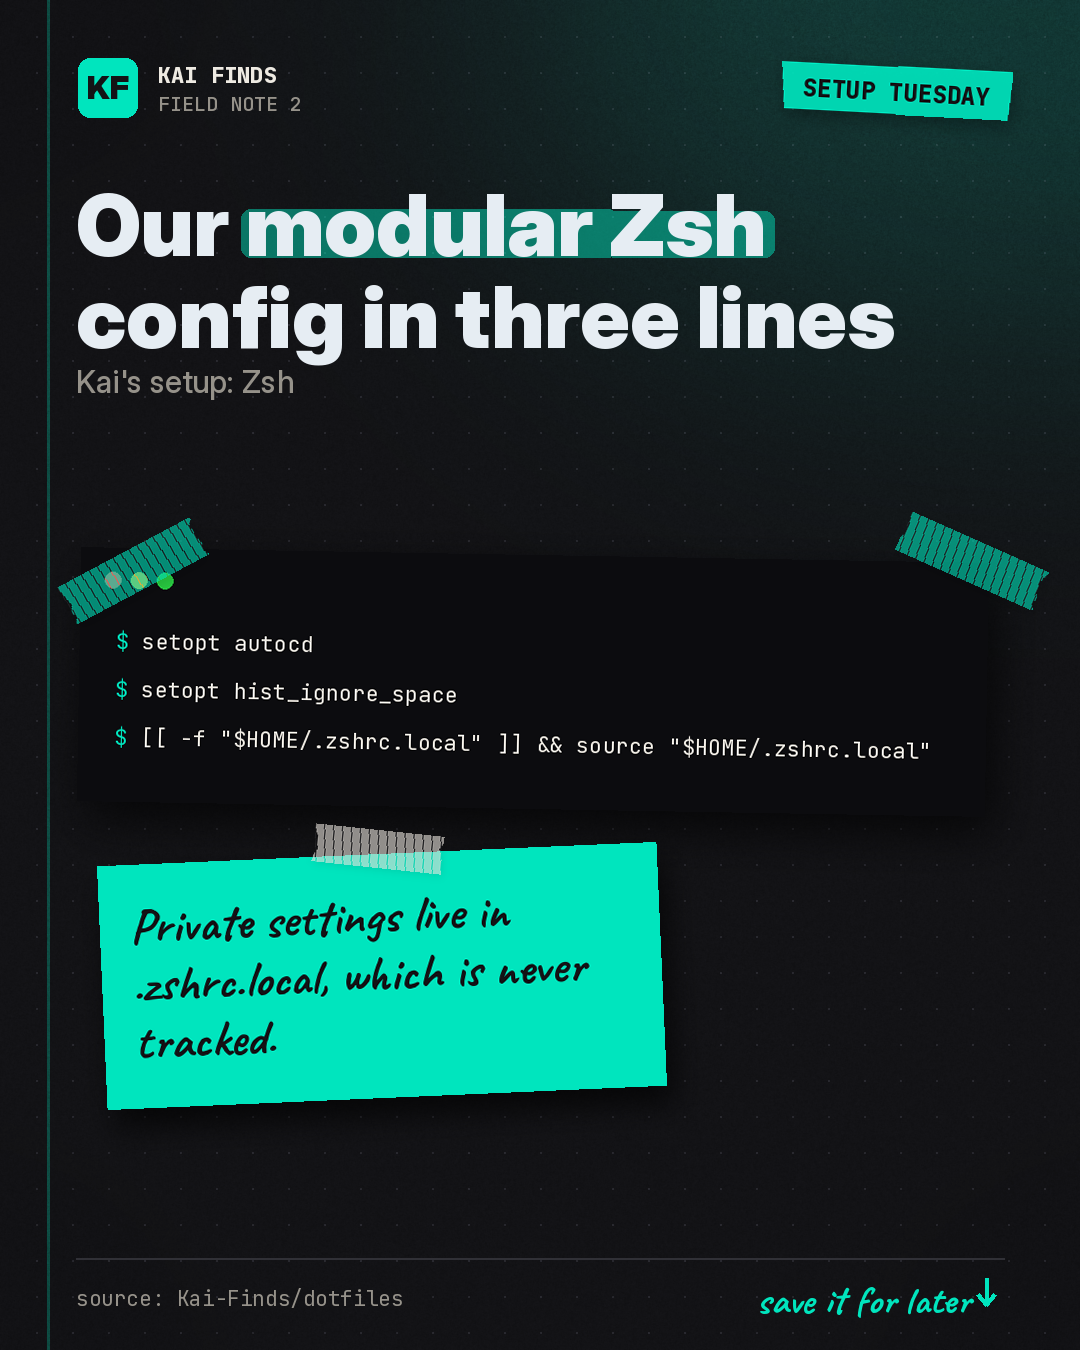 KF
KAI FINDS
FIELD NOTE 2
SETUP TUESDAY
Our modular Zsh
config in three lines
Kai's setup: Zsh
$ setopt autocd
$ setopt hist_ignore_space
$ [[ -f "$HOME/.zshrc.local" ]] && source "$HOME/.zshrc.local"
Private settings live in
.zshrc.local, which is never
tracked.
source: Kai-Finds/dotfiles
save it for later